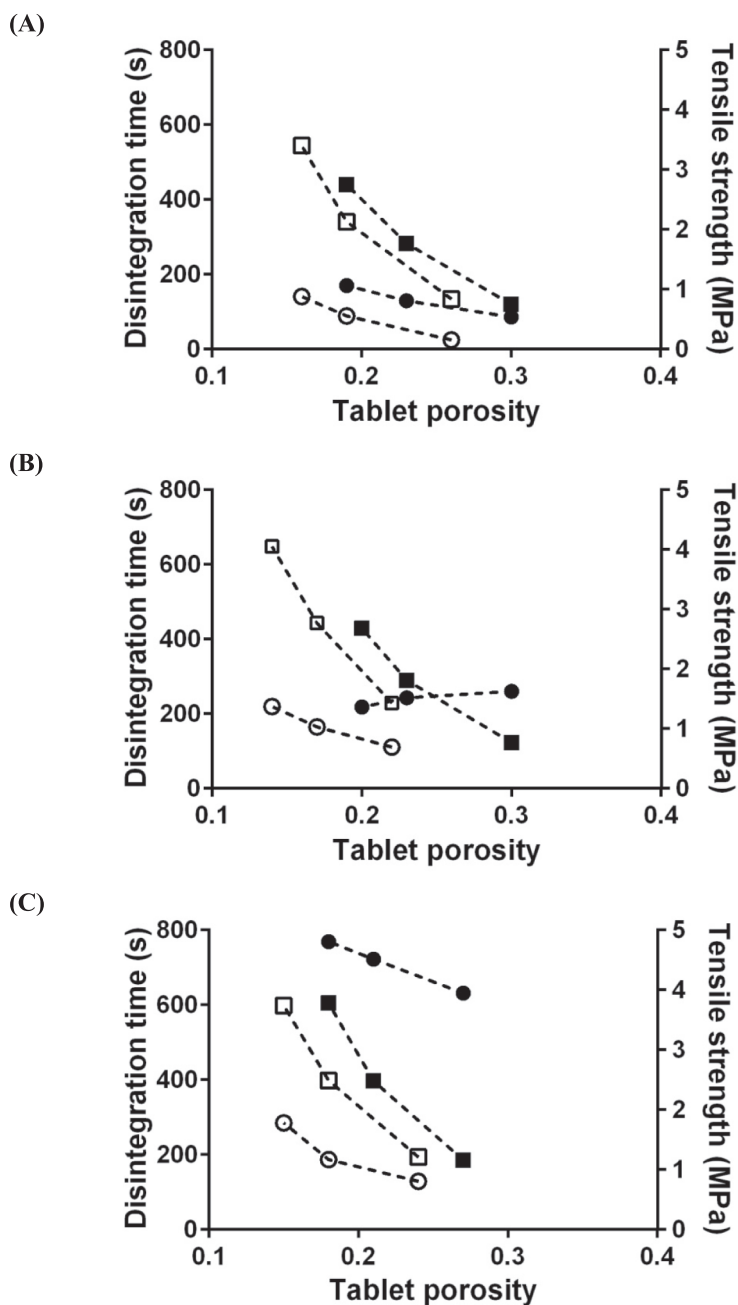 (A)
Disintegration time (s)
800
600
400
200
0
5
4
3
2
1
0
Tensile strength (MPa)
0.1 0.2 0.3 0.4
Tablet porosity
(B)
Disintegration time (s)
800
600
400
200
0
5
4
3
2
1
0
Tensile strength (MPa)
0.1 0.2 0.3 0.4
Tablet porosity
(C)
Disintegration time (s)
800
600
400
200
0
5
4
3
2
1
0
Tensile strength (MPa)
0.1 0.2 0.3 0.4
Tablet porosity